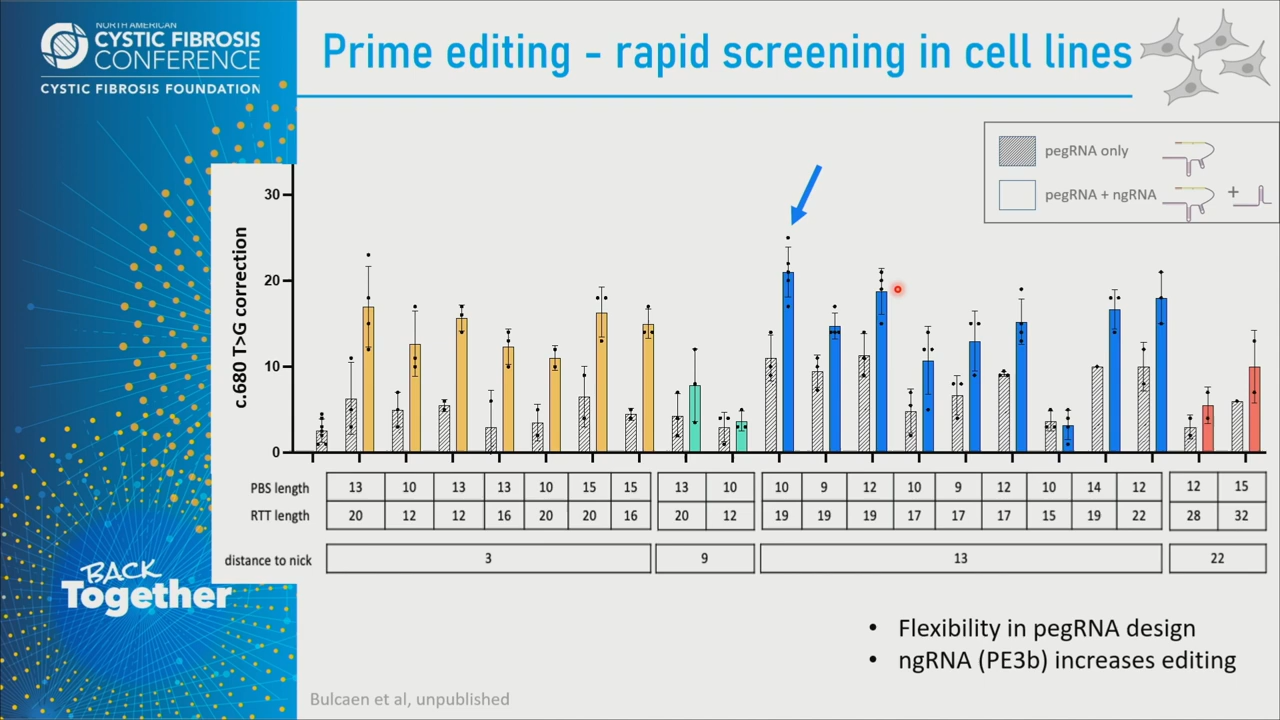 NORTH AMERICAN
CYSTIC FIBROSIS
CONFERENCE
CYSTIC FIBROSIS FOUNDATION
Prime editing - rapid screening in cell lines
pegRNA only
pegRNA + ngRNA
+
c.680 T>G correction
30
20
10
0
PBS length 13 10 13 13 10 15 15 13 10 10 9 12 10 9 12 10 14 12 12 15
RTT length 20 12 12 16 20 20 16 20 12 19 19 19 17 17 17 15 19 22 28 32
distance to nick 3 9 13 22
BACK
Together
• Flexibility in pegRNA design
• ngRNA (PE3b) increases editing
Bulcaen et al, unpublished